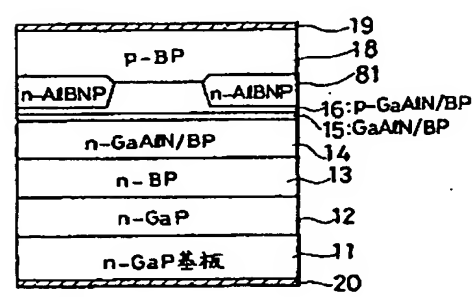 19
p-BP
18
n-AlBNP
n-AlBNP
81
16:p-GaAlN/BP
15:GaAlN/BP
n-GaAlN/BP
14
n-BP
13
n-GaP
12
n-GaP基板
11
20